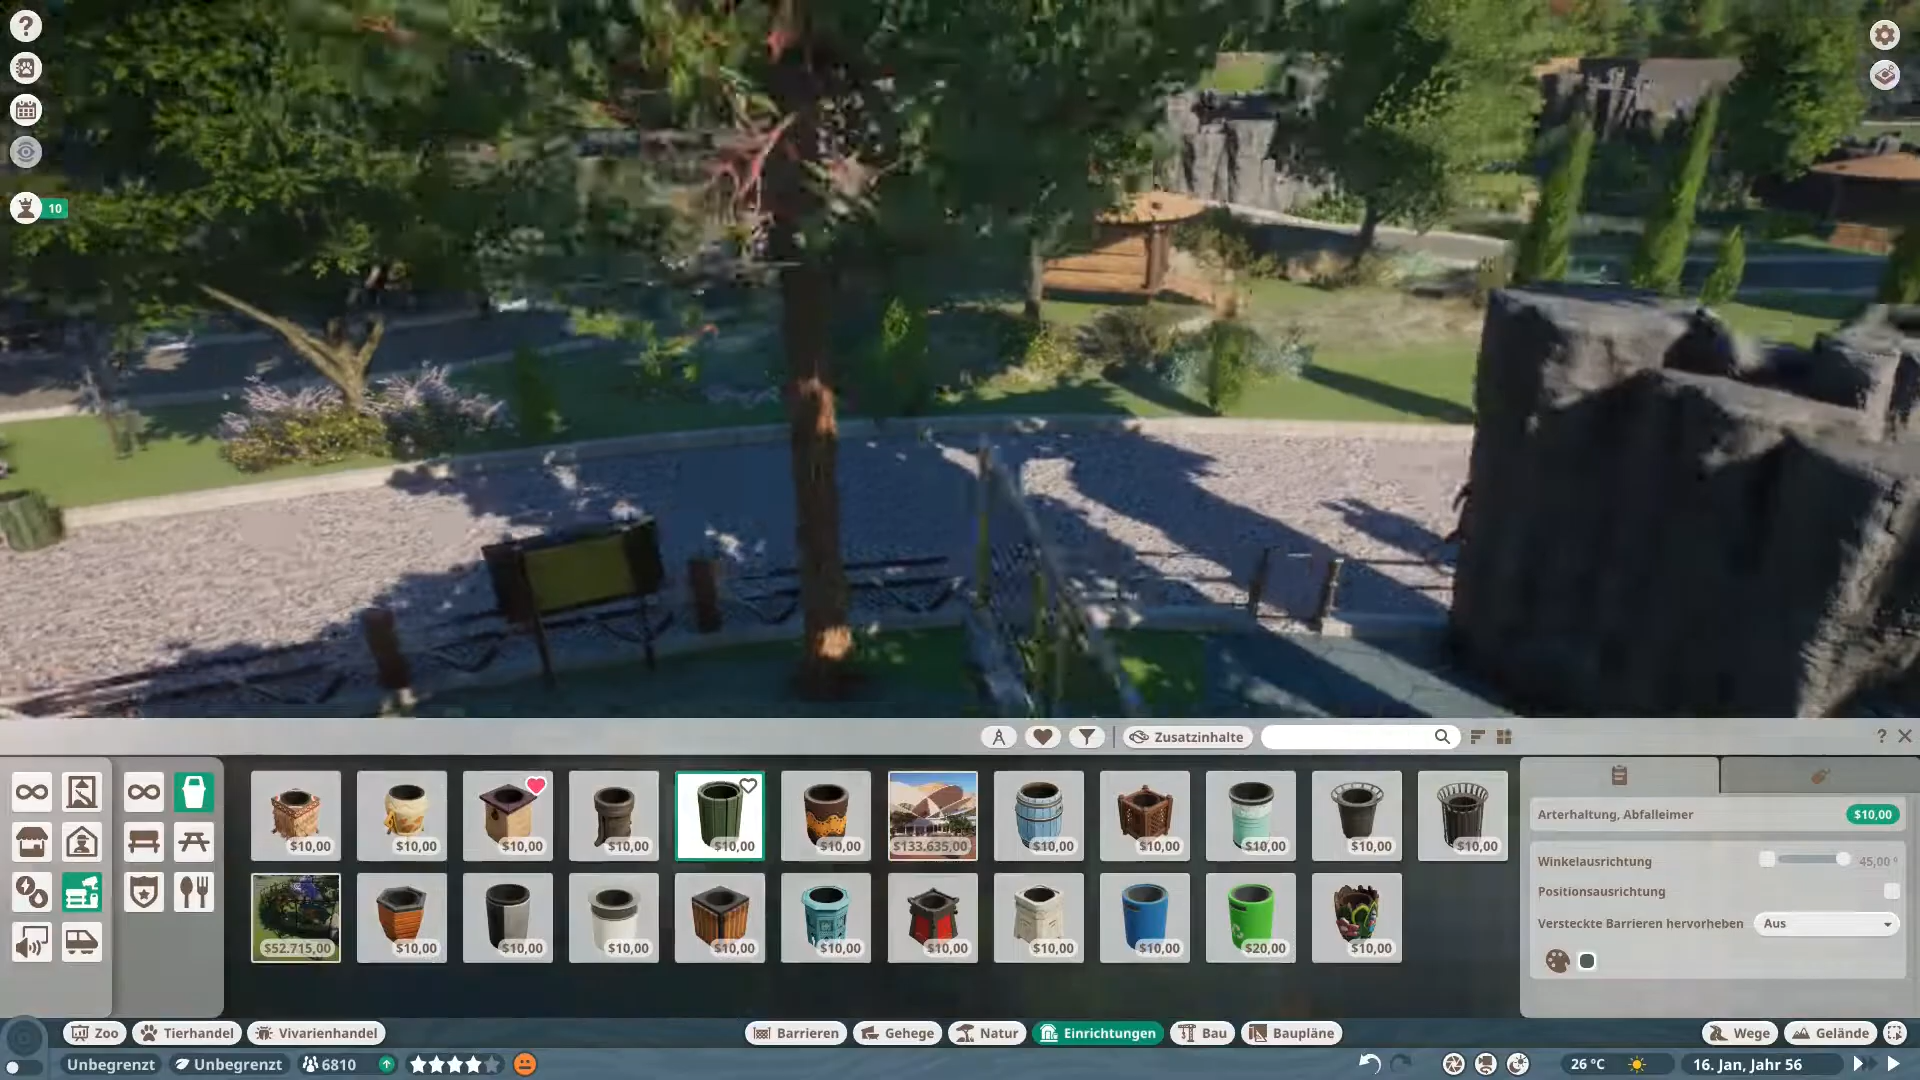 ?
10
Zusatzinhalte
?
$10,00
$10,00
$10,00
$10,00
$10,00
$10,00
$133.635,00
$10,00
$10,00
$10,00
$10,00
$10,00
$52.715,00
$10,00
$10,00
$10,00
$10,00
$10,00
$10,00
$10,00
$10,00
$20,00
$10,00
Arterhaltung, Abfalleimer
$10,00
Winkelausrichtung
45,00 °
Positionsausrichtung
Versteckte Barrieren hervorheben
Aus
Zoo
Tierhandel
Vivarienhandel
Barrieren
Gehege
Natur
Einrichtungen
Bau
Baupläne
Wege
Gelände
Unbegrenzt
Unbegrenzt
6810
26 °C
16. Jan, Jahr 56